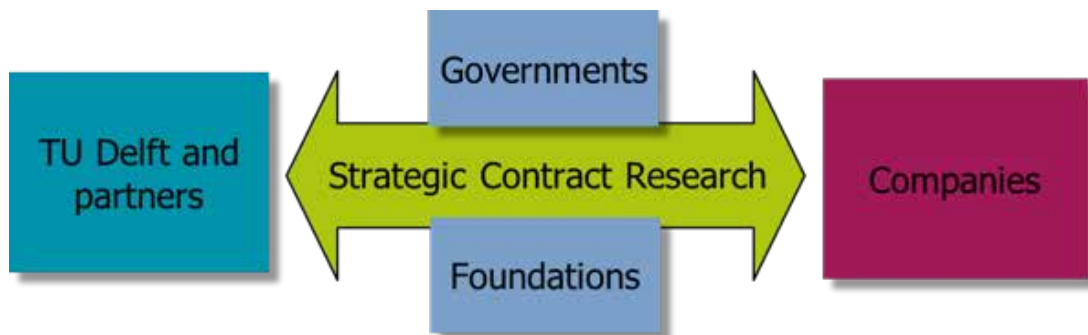 Governments
TU Delft and
partners
Strategic Contract Research
Companies
Foundations